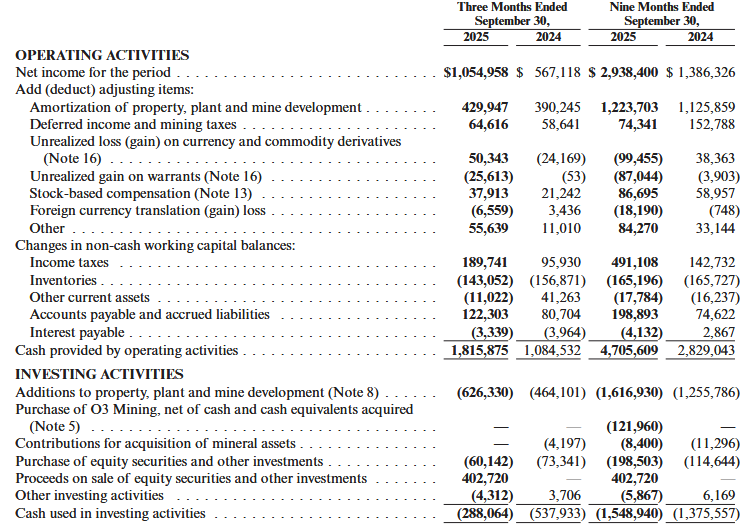 Three Months Ended Nine Months Ended
September 30, September 30,
2025 2024 2025 2024
OPERATING ACTIVITIES
Net income for the period . . . . . . . . . . . . . . . . . . . . . . . . . . . . $1,054,958 $ 567,118 $ 2,938,400 $ 1,386,326
Add (deduct) adjusting items:
Amortization of property, plant and mine development . . . . . . . . 429,947 390,245 1,223,703 1,125,859
Deferred income and mining taxes . . . . . . . . . . . . . . . . . . . . . 64,616 58,641 74,341 152,788
Unrealized loss (gain) on currency and commodity derivatives
(Note 16) . . . . . . . . . . . . . . . . . . . . . . . . . . . . . . . . . . . 50,343 (24,169) (99,455) 38,363
Unrealized gain on warrants (Note 16) . . . . . . . . . . . . . . . . . . (25,613) (53) (87,044) (3,903)
Stock-based compensation (Note 13) . . . . . . . . . . . . . . . . . . . 37,913 21,242 86,695 58,957
Foreign currency translation (gain) loss . . . . . . . . . . . . . . . . . . (6,559) 3,436 (18,190) (748)
Other . . . . . . . . . . . . . . . . . . . . . . . . . . . . . . . . . . . . . . . 55,639 11,010 84,270 33,144
Changes in non-cash working capital balances:
Income taxes . . . . . . . . . . . . . . . . . . . . . . . . . . . . . . . . . . 189,741 95,930 491,108 142,732
Inventories . . . . . . . . . . . . . . . . . . . . . . . . . . . . . . . . . . . . (143,052) (156,871) (165,196) (165,727)
Other current assets . . . . . . . . . . . . . . . . . . . . . . . . . . . . . . (11,022) 41,263 (17,784) (16,237)
Accounts payable and accrued liabilities . . . . . . . . . . . . . . . . . 122,303 80,704 198,893 74,622
Interest payable . . . . . . . . . . . . . . . . . . . . . . . . . . . . . . . . . (3,339) (3,964) (4,132) 2,867
Cash provided by operating activities . . . . . . . . . . . . . . . . . . . . . 1,815,875 1,084,532 4,705,609 2,829,043
INVESTING ACTIVITIES
Additions to property, plant and mine development (Note 8) . . . . . . (626,330) (464,101) (1,616,930) (1,255,786)
Purchase of O3 Mining, net of cash and cash equivalents acquired
(Note 5) . . . . . . . . . . . . . . . . . . . . . . . . . . . . . . . . . . . . . — — (121,960) —
Contributions for acquisition of mineral assets . . . . . . . . . . . . . . . — (4,197) (8,400) (11,296)
Purchase of equity securities and other investments . . . . . . . . . . . . (60,142) (73,341) (198,503) (114,644)
Proceeds on sale of equity securities and other investments . . . . . . . 402,720 — 402,720 —
Other investing activities . . . . . . . . . . . . . . . . . . . . . . . . . . . . (4,312) 3,706 (5,867) 6,169
Cash used in investing activities . . . . . . . . . . . . . . . . . . . . . . . . (288,064) (537,933) (1,548,940) (1,375,557)